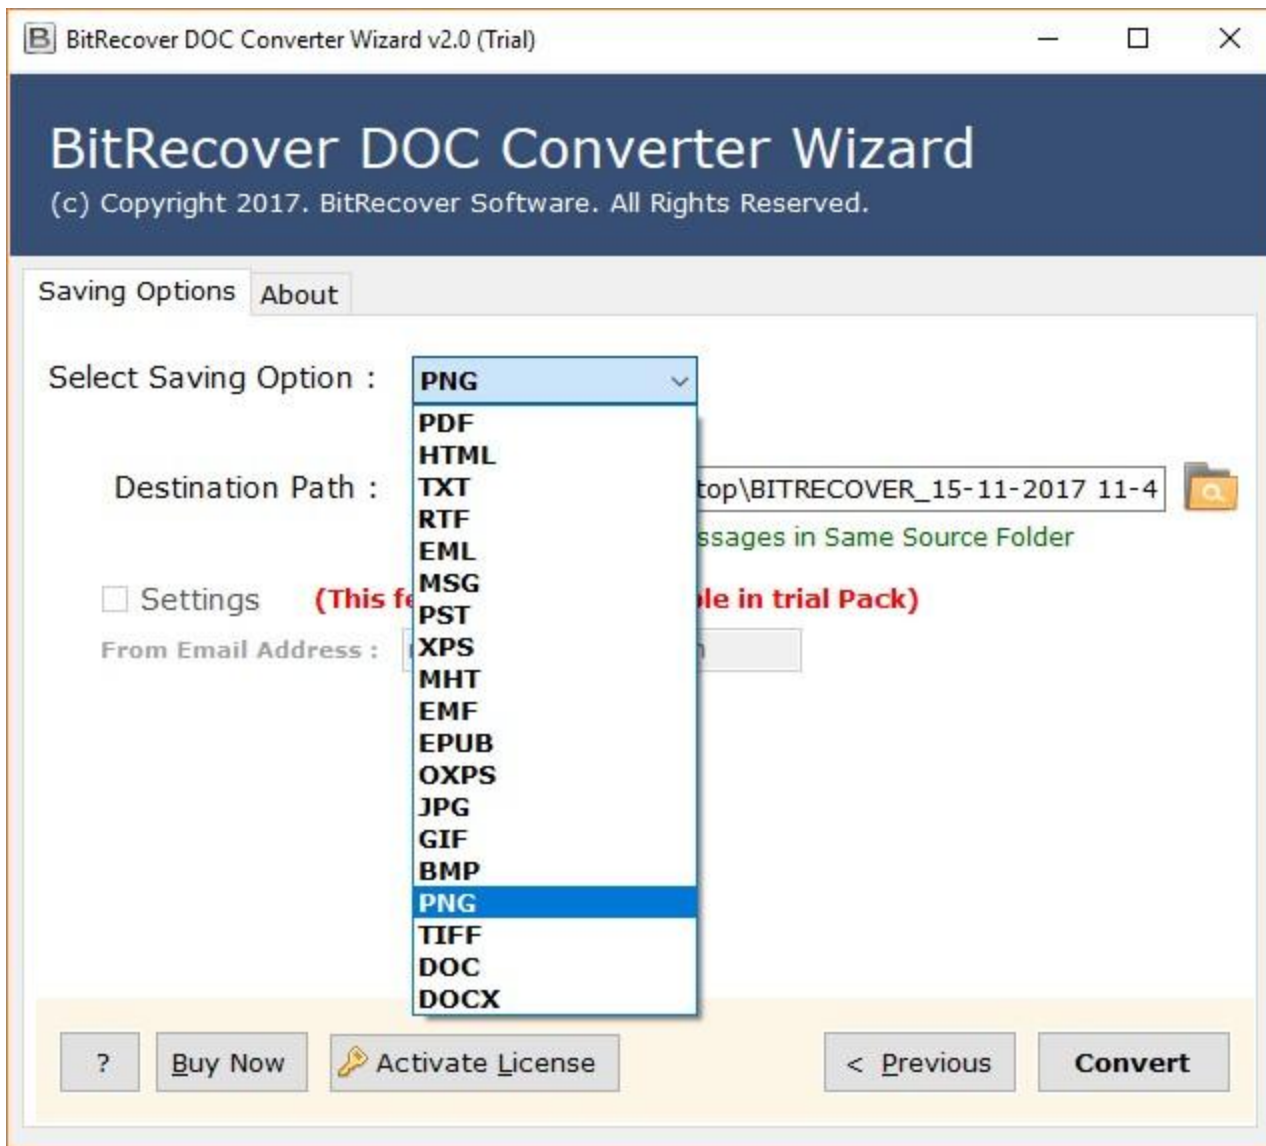 BitRecover DOC Converter Wizard v2.0 (Trial)
BitRecover DOC Converter Wizard
(c) Copyright 2017. BitRecover Software. All Rights Reserved.
Saving Options About
Select Saving Option : PNG
PDF
HTML
Destination Path : TXT top\BITRECOVER_15-11-2017 11-4
RTF
EML ssages in Same Source Folder
MSG
Settings (This le in trial Pack)
PST
From Email Address : XPS
MHT
EMF
EPUB
OXPS
JPG
GIF
BMP
PNG
TIFF
DOC
DOCX
? Buy Now Activate License < Previous Convert